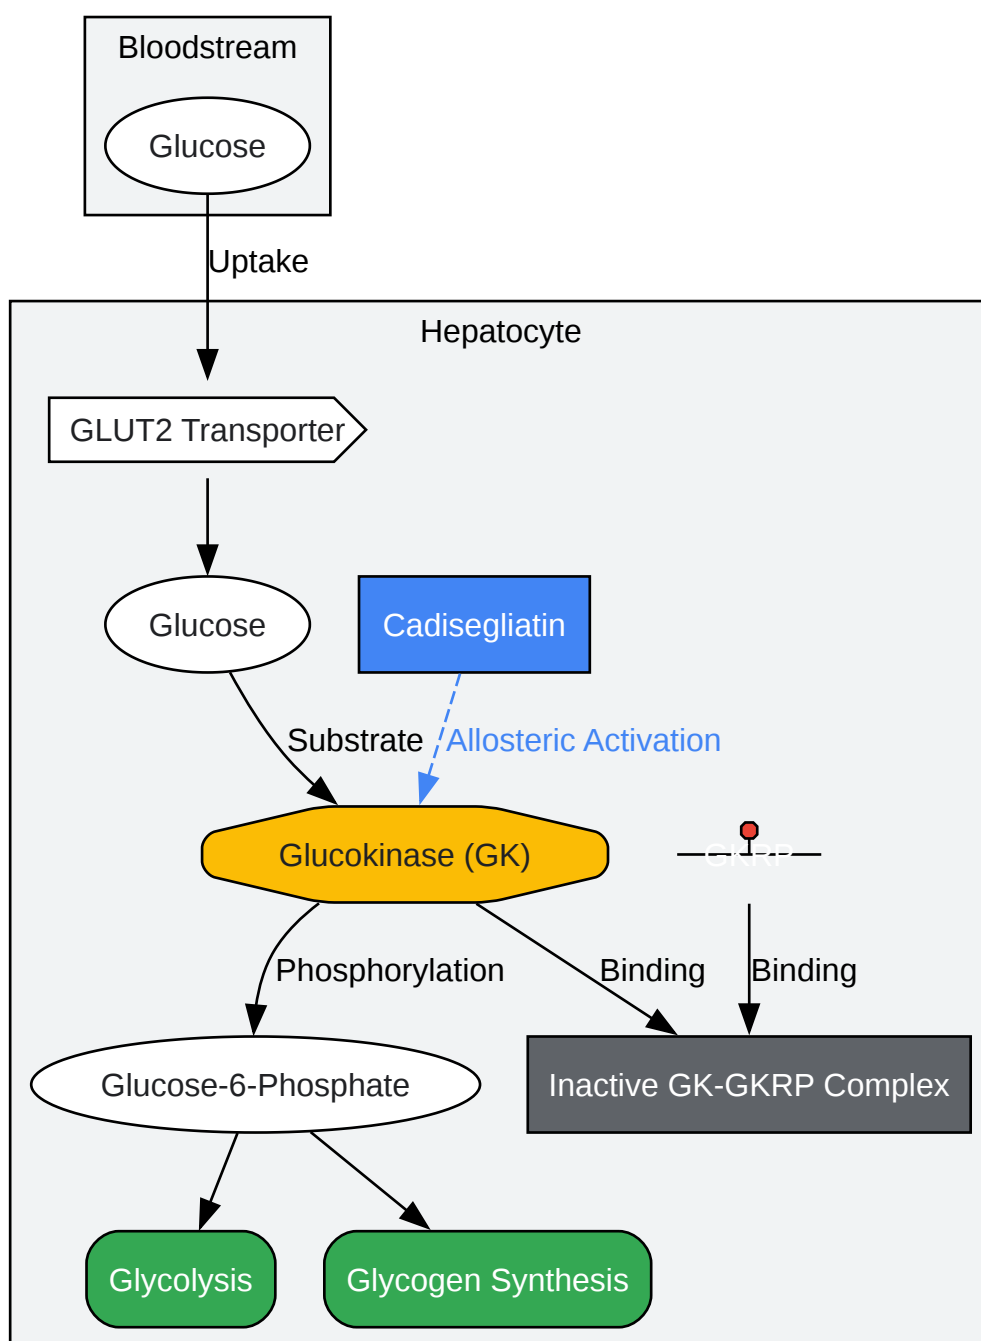 Bloodstream
Glucose
Uptake
Hepatocyte
GLUT2 Transporter
Glucose
Cadisegliatin
Substrate
Allosteric Activation
Glucokinase (GK)
GKRP
Phosphorylation
Binding
Binding
Glucose-6-Phosphate
Inactive GK-GKRP Complex
Glycolysis
Glycogen Synthesis